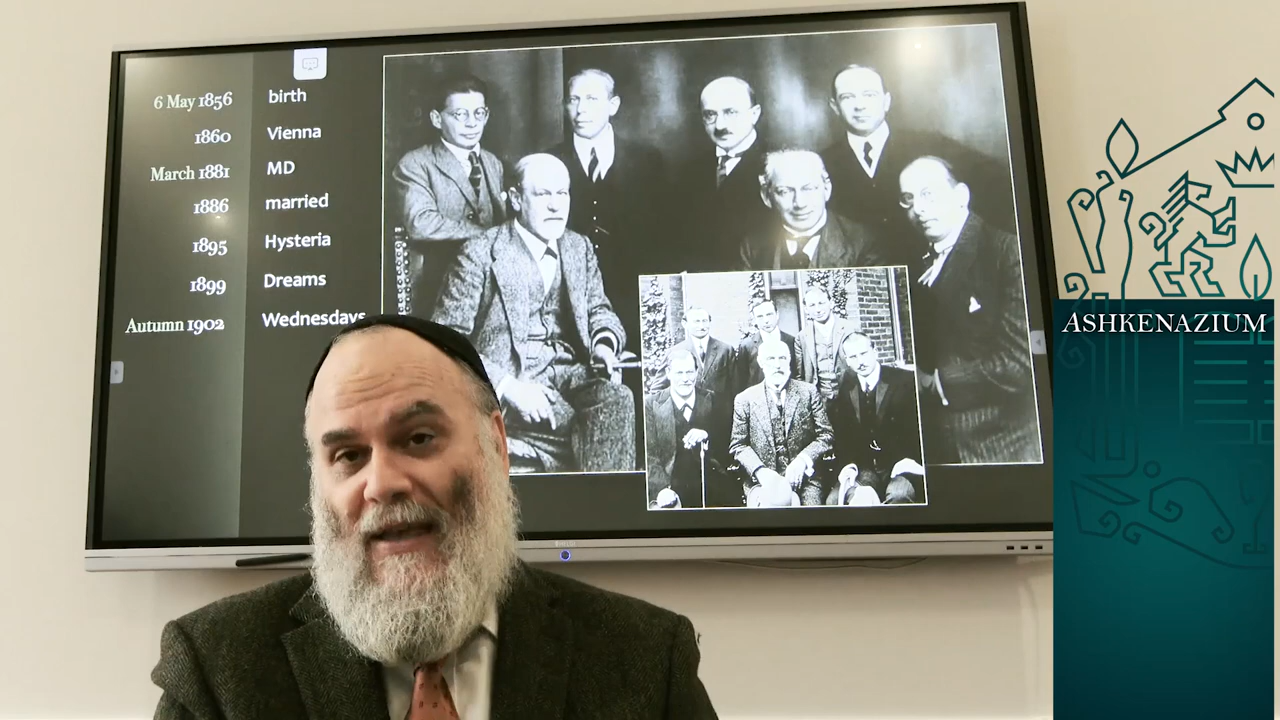 6 May 1856 birth
1860 Vienna
March 1881 MD
1886 married
1895 Hysteria
1899 Dreams
Autumn 1902 Wednesdays
ASHKENAZIUM